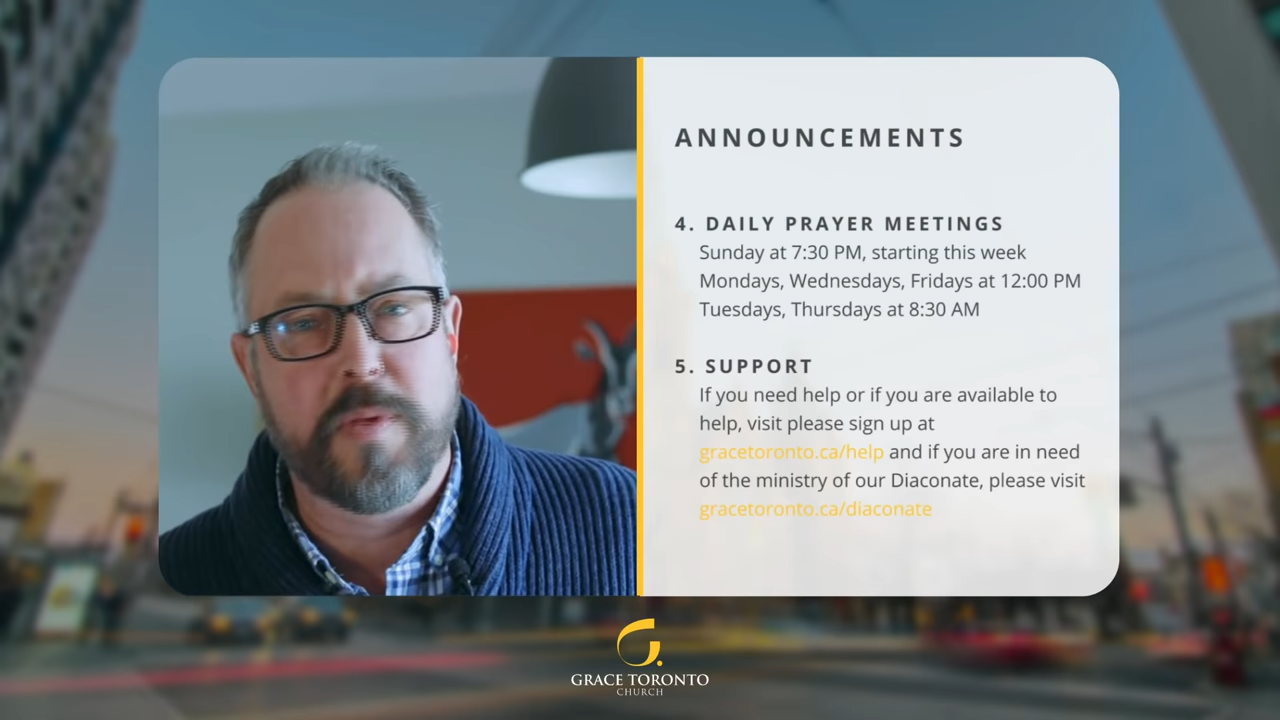 ANNOUNCEMENTS
4. DAILY PRAYER MEETINGS
Sunday at 7:30 PM, starting this week
Mondays, Wednesdays, Fridays at 12:00 PM
Tuesdays, Thursdays at 8:30 AM
5. SUPPORT
If you need help or if you are available to
help, visit please sign up at
gracetoronto.ca/help and if you are in need
of the ministry of our Diaconate, please visit
gracetoronto.ca/diaconate
GRACE TORONTO
CHURCH